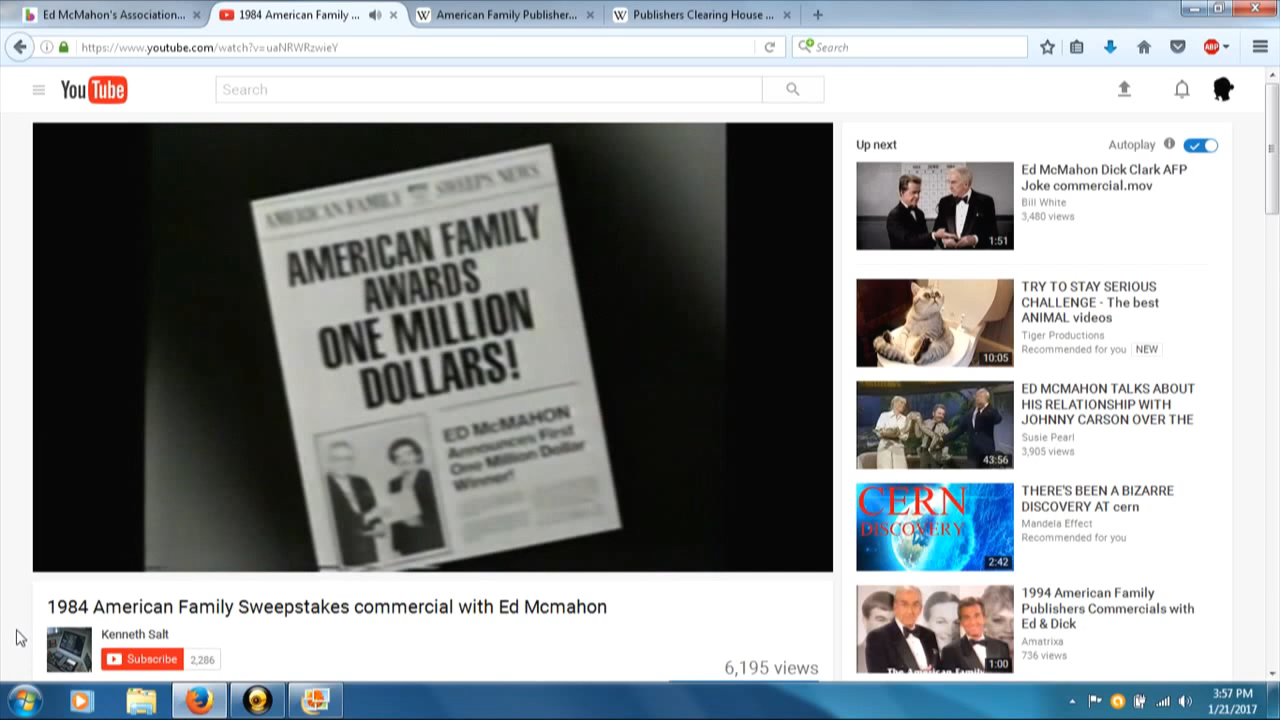 Ed McMahon's Association...
1984 American Family ...
American Family Publisher...
Publishers Clearing House ...
https://www.youtube.com/watch?v=uaNRWRzwieY
Search
ABP
YouTube
Search
AMERICAN FAMILY SWEEPS NEWS
AMERICAN FAMILY
AWARDS
ONE MILLION
DOLLARS!
ED McMAHON
Announces First
One Million Dollar
Winner!
1984 American Family Sweepstakes commercial with Ed Mcmahon
Kenneth Salt
Subscribe 2,286
6,195 views
Up next
Autoplay
1:51
Ed McMahon Dick Clark AFP
Joke commercial.mov
Bill White
3,480 views
10:05
TRY TO STAY SERIOUS
CHALLENGE - The best
ANIMAL videos
Tiger Productions
Recommended for you NEW
43:56
ED MCMAHON TALKS ABOUT
HIS RELATIONSHIP WITH
JOHNNY CARSON OVER THE
Susie Pearl
3,905 views
CERN
DISCOVERY
2:42
THERE'S BEEN A BIZARRE
DISCOVERY AT cern
Mandela Effect
Recommended for you
The American Family
1:00
1994 American Family
Publishers Commercials with
Ed & Dick
Amatrixa
736 views
3:57 PM
1/21/2017